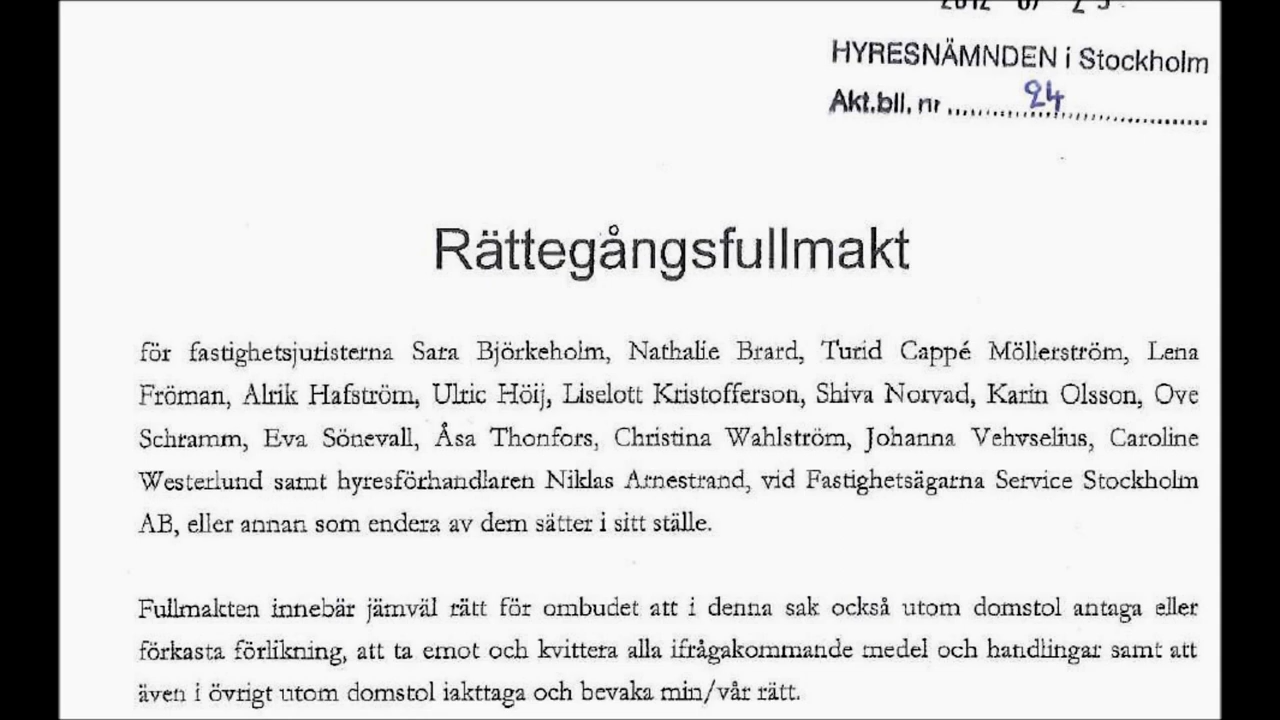 HYRESNÄMNDEN i Stockholm
Akt.bil. nr ............24............
Rättegångsfullmakt
för fastighetsjuristerna Sara Björkeholm, Nathalie Brard, Turid Cappé Möllerström, Lena
Fröman, Alrik Hafström, Ulric Höij, Liselott Kristofferson, Shiva Norvad, Karin Olsson, Ove
Schramm, Eva Sönevall, Åsa Thonfors, Christina Wahlström, Johanna Vehvselius, Caroline
Westerlund samt hyresförhandlaren Niklas Arnestrand, vid Fastighetsägarna Service Stockholm
AB, eller annan som endera av dem sätter i sitt ställe.
Fullmakten innebär jämväl rätt för ombudet att i denna sak också utom domstol antaga eller
förkasta förlikning, att ta emot och kvittera alla ifrågakommande medel och handlingar samt att
även i övrigt utom domstol iakttaga och bevaka min/vår rätt.